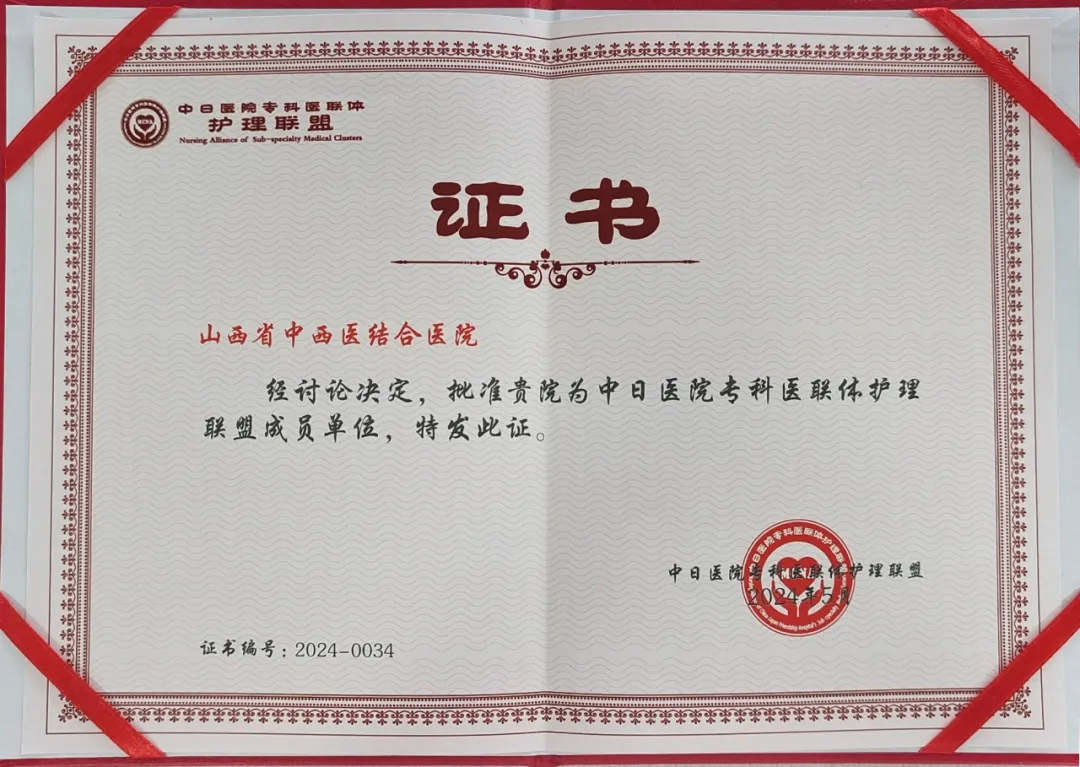 中日医院专科医联体
护理联盟
Nursing Alliance of Sub-specialty Medical Clusters
证书
山西省中西医结合医院
经讨论决定，批准贵院为中日医院专科医联体护理
联盟成员单位，特发此证。
中日医院专科医联体护理联盟
2024年5月
证书编号：2024-0034